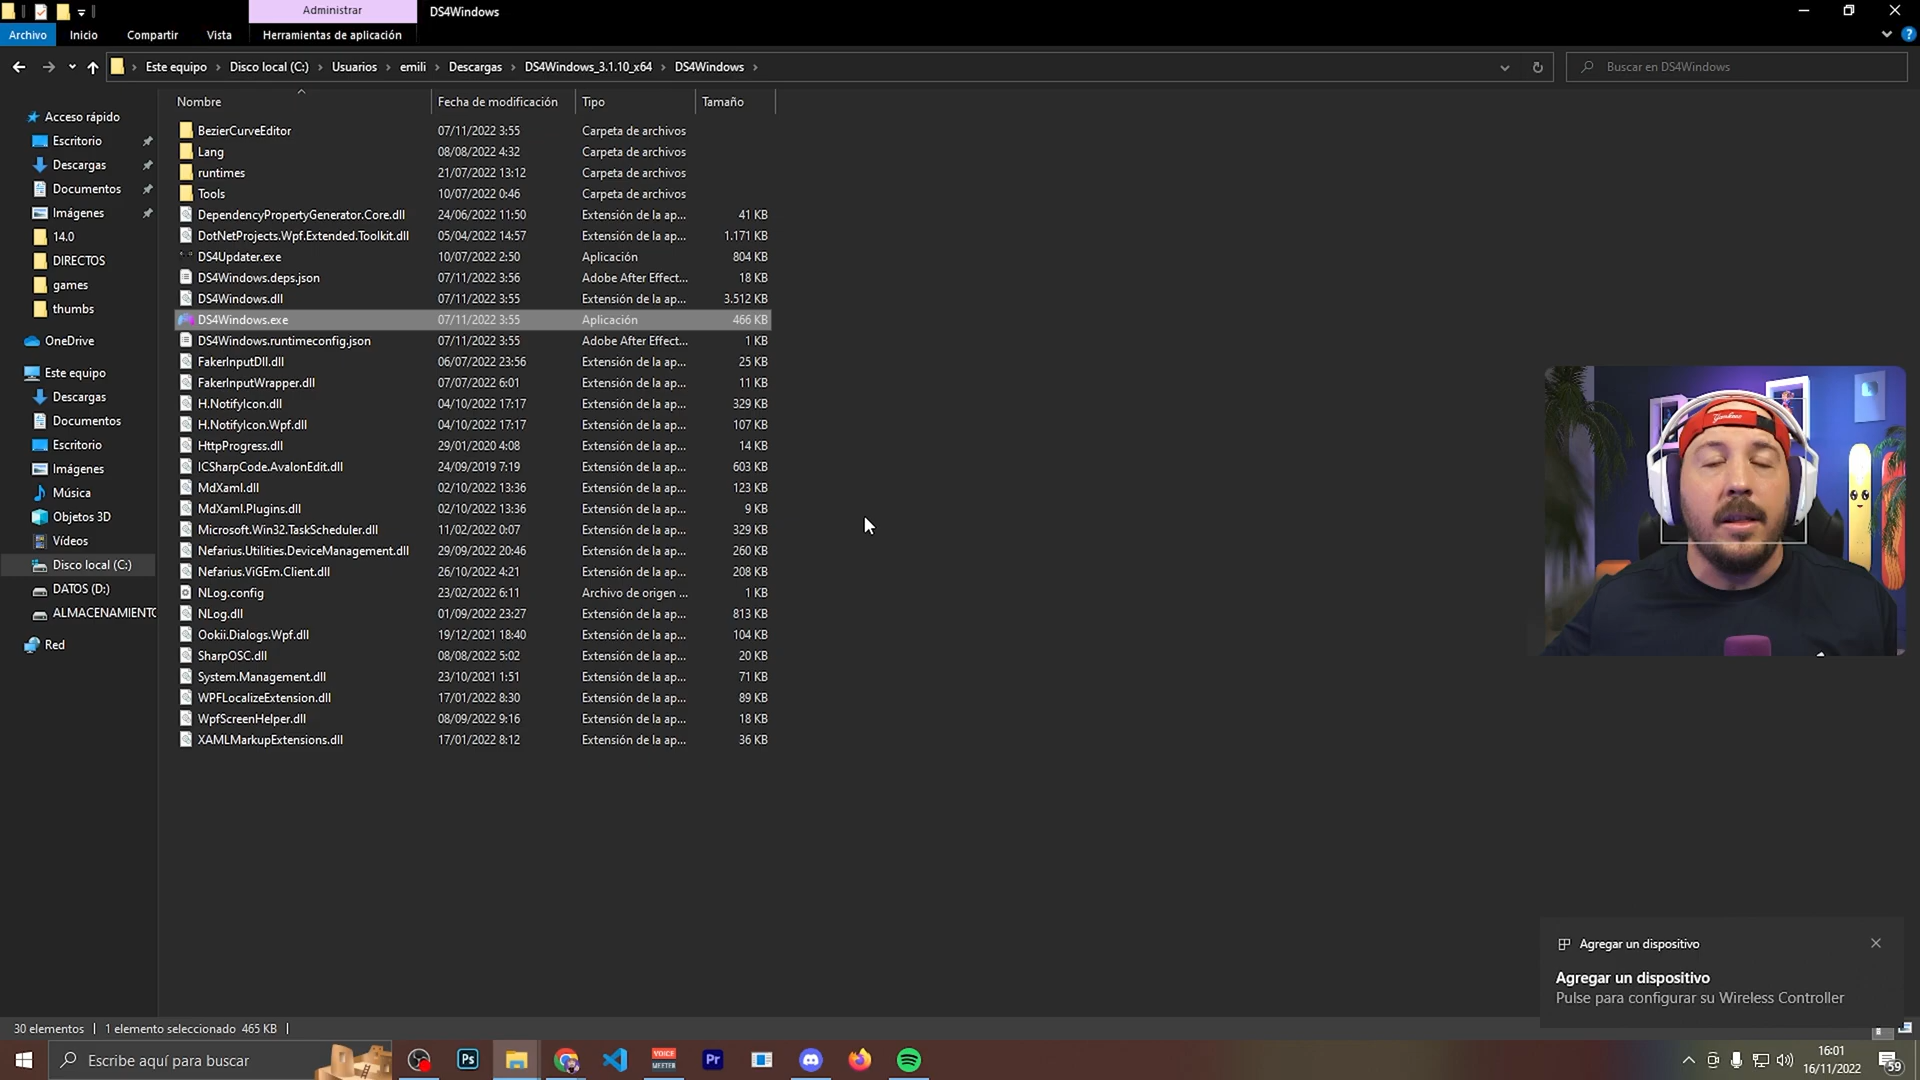 Administrar
DS4Windows
Archivo Inicio Compartir Vista Herramientas de aplicación
Este equipo Disco local (C:) Usuarios emili Descargas DS4Windows_3.1.10_x64 DS4Windows
Buscar en DS4Windows
Nombre Fecha de modificación Tipo Tamaño
Acceso rápido
Escritorio
Descargas
Documentos
Imágenes
14.0
DIRECTOS
games
thumbs
OneDrive
Este equipo
Descargas
Documentos
Escritorio
Imágenes
Música
Objetos 3D
Vídeos
Disco local (C:)
DATOS (D:)
ALMACENAMIENTO
Red
BezierCurveEditor 07/11/2022 3:55 Carpeta de archivos
Lang 08/08/2022 4:32 Carpeta de archivos
runtimes 21/07/2022 13:12 Carpeta de archivos
Tools 10/07/2022 0:46 Carpeta de archivos
DependencyPropertyGenerator.Core.dll 24/06/2022 11:50 Extensión de la ap... 41 KB
DotNetProjects.Wpf.Extended.Toolkit.dll 05/04/2022 14:57 Extensión de la ap... 1.171 KB
DS4Updater.exe 10/07/2022 2:50 Aplicación 804 KB
DS4Windows.deps.json 07/11/2022 3:56 Adobe After Effect... 18 KB
DS4Windows.dll 07/11/2022 3:55 Extensión de la ap... 3.512 KB
DS4Windows.exe 07/11/2022 3:55 Aplicación 466 KB
DS4Windows.runtimeconfig.json 07/11/2022 3:55 Adobe After Effect... 1 KB
FakerInputDll.dll 06/07/2022 23:56 Extensión de la ap... 25 KB
FakerInputWrapper.dll 07/07/2022 6:01 Extensión de la ap... 11 KB
H.NotifyIcon.dll 04/10/2022 17:17 Extensión de la ap... 329 KB
H.NotifyIcon.Wpf.dll 04/10/2022 17:17 Extensión de la ap... 107 KB
HttpProgress.dll 29/01/2020 4:08 Extensión de la ap... 14 KB
ICSharpCode.AvalonEdit.dll 24/09/2019 7:19 Extensión de la ap... 603 KB
MdXaml.dll 02/10/2022 13:36 Extensión de la ap... 123 KB
MdXaml.Plugins.dll 02/10/2022 13:36 Extensión de la ap... 9 KB
Microsoft.Win32.TaskScheduler.dll 11/02/2022 0:07 Extensión de la ap... 329 KB
Nefarius.Utilities.DeviceManagement.dll 29/09/2022 20:46 Extensión de la ap... 260 KB
Nefarius.ViGEm.Client.dll 26/10/2022 4:21 Extensión de la ap... 208 KB
NLog.config 23/02/2022 6:11 Archivo de origen ... 1 KB
NLog.dll 01/09/2022 23:27 Extensión de la ap... 813 KB
Ookii.Dialogs.Wpf.dll 19/12/2021 18:40 Extensión de la ap... 104 KB
SharpOSC.dll 08/08/2022 5:02 Extensión de la ap... 20 KB
System.Management.dll 23/10/2021 1:51 Extensión de la ap... 71 KB
WPFLocalizeExtension.dll 17/01/2022 8:30 Extensión de la ap... 89 KB
WpfScreenHelper.dll 08/09/2022 9:16 Extensión de la ap... 18 KB
XAMLMarkupExtensions.dll 17/01/2022 8:12 Extensión de la ap... 36 KB
Yankees
Agregar un dispositivo
Agregar un dispositivo
Pulse para configurar su Wireless Controller
30 elementos 1 elemento seleccionado 465 KB
Escribe aquí para buscar
Ps
VOICE
MEETER
Pr
16:01
16/11/2022
59